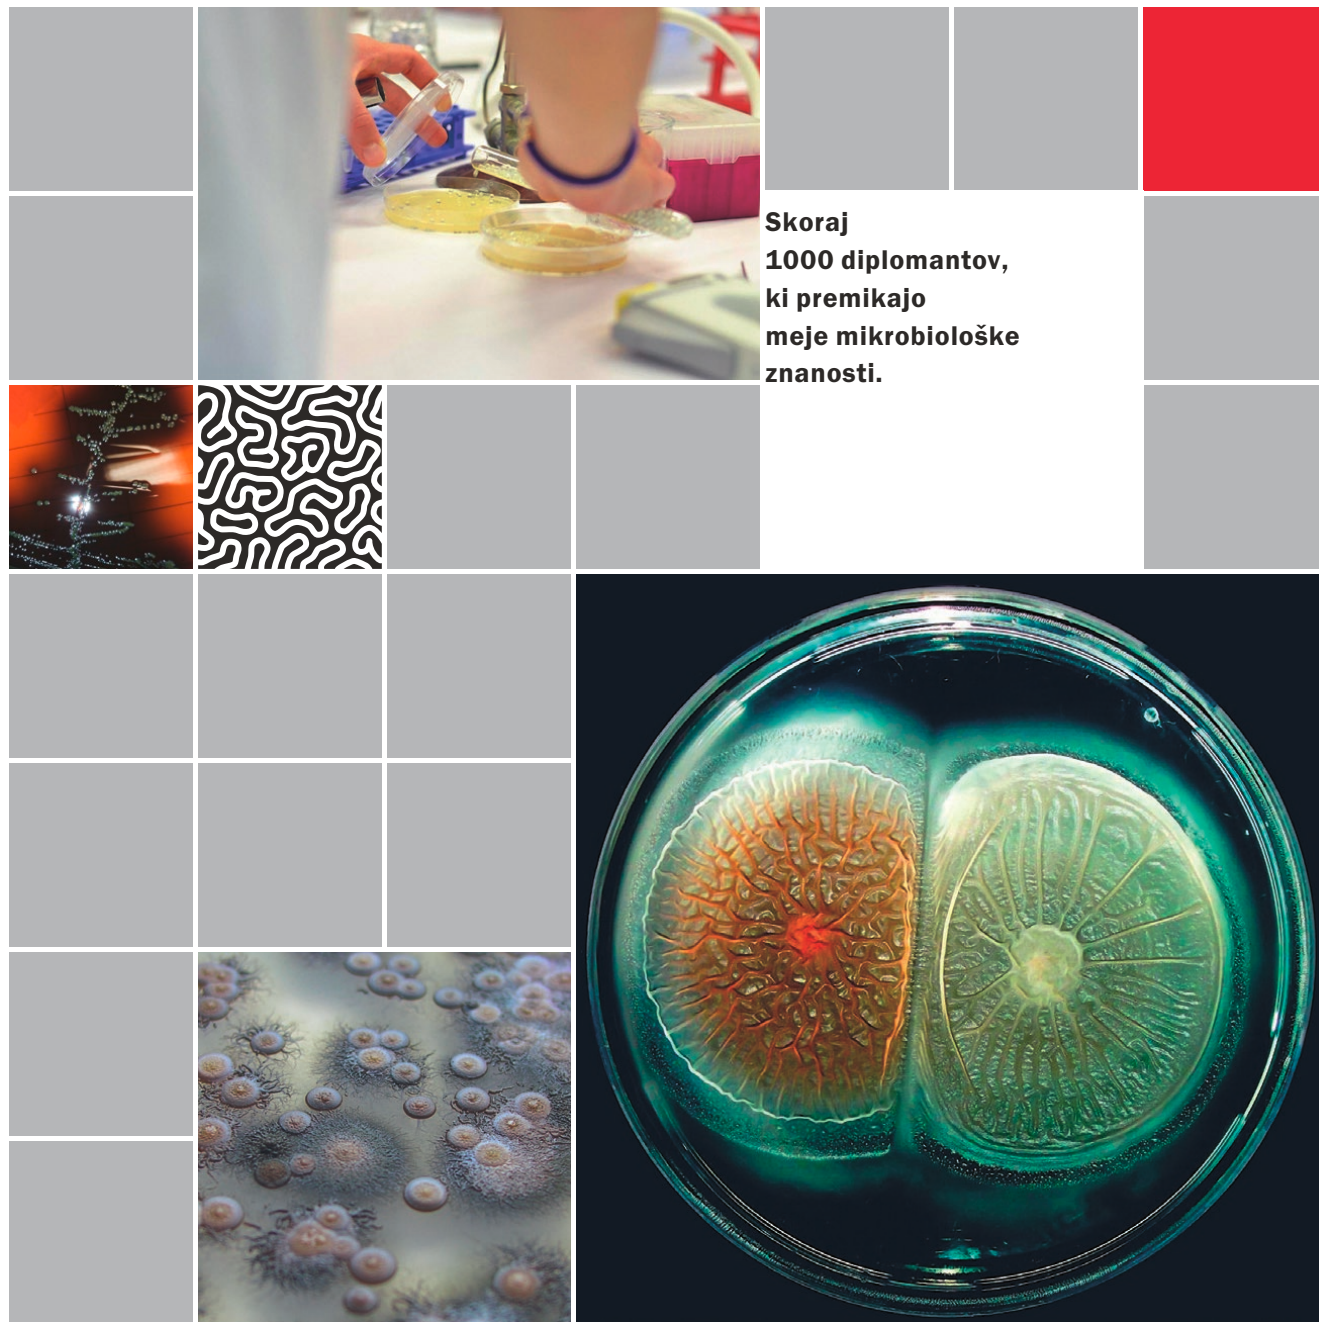 Skoraj
1000 diplomantov,
ki premikajo
meje mikrobiološke
znanosti.